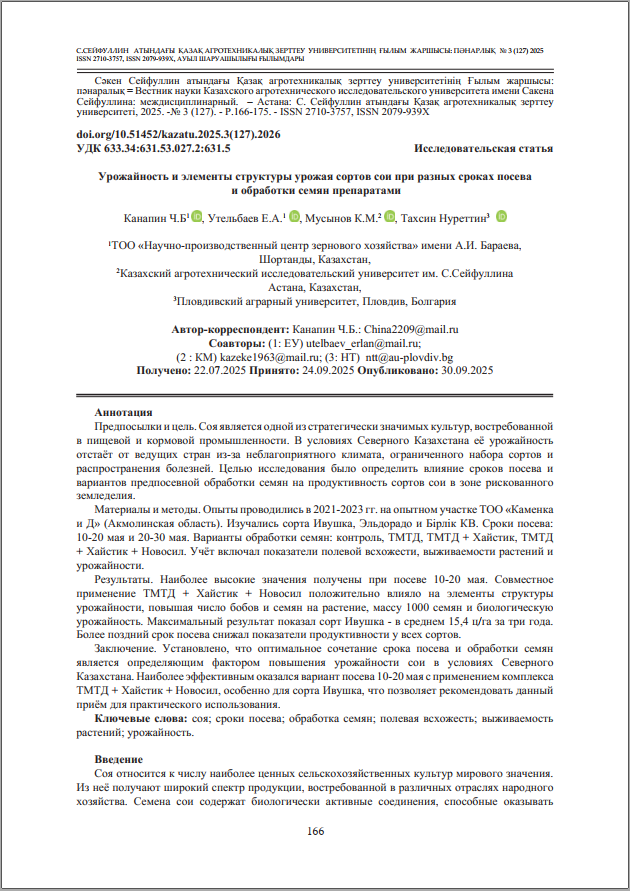 С.СЕЙФУЛЛИН АТЫНДАҒЫ ҚАЗАҚ АГРОТЕХНИКАЛЫҚ ЗЕРТТЕУ УНИВЕРСИТЕТІНІҢ ҒЫЛЫМ ЖАРШЫСЫ: ПӘНАРЛЫҚ № 3 (127) 2025
ISSN 2710-3757, ISSN 2079-939X, АУЫЛ ШАРУАШЫЛЫҒЫ ҒЫЛЫМДАРЫ
Сәкен Сейфуллин атындағы Қазақ агротехникалық зерттеу университетінің Ғылым жаршысы:
пәнаралық = Вестник науки Казахского агротехнического исследовательского университета имени Сакена
Сейфуллина: междисциплинарный. – Астана: С. Сейфуллин атындағы Қазақ агротехникалық зерттеу
университеті, 2025. -№ 3 (127). - Р.166-175. - ISSN 2710-3757, ISSN 2079-939X
doi.org/10.51452/kazatu.2025.3(127).2026
УДК 633.34:631.53.027.2:631.5 Исследовательская статья
Урожайность и элементы структуры урожая сортов сои при разных сроках посева
и обработки семян препаратами
Канапин Ч.Б¹ iD, Утельбаев Е.А.¹ iD, Мусынов К.М.² iD, Тахсин Нуреттин³ iD
¹ТОО «Научно-производственный центр зернового хозяйства» имени А.И. Бараева,
Шортанды, Казахстан,
²Казахский агротехнический исследовательский университет им. С.Сейфуллина
Астана, Казахстан,
³Пловдивский аграрный университет, Пловдив, Болгария
Автор-корреспондент: Канапин Ч.Б.: China2209@mail.ru
Соавторы: (1: ЕУ) utelbaev_erlan@mail.ru;
(2 : КМ) kazeke1963@mail.ru; (3: НТ) ntt@au-plovdiv.bg
Получено: 22.07.2025 Принято: 24.09.2025 Опубликовано: 30.09.2025
Аннотация
Предпосылки и цель. Соя является одной из стратегически значимых культур, востребованной
в пищевой и кормовой промышленности. В условиях Северного Казахстана её урожайность
отстаёт от ведущих стран из-за неблагоприятного климата, ограниченного набора сортов и
распространения болезней. Целью исследования было определить влияние сроков посева и
вариантов предпосевной обработки семян на продуктивность сортов сои в зоне рискованного
земледелия.
Материалы и методы. Опыты проводились в 2021-2023 гг. на опытном участке ТОО «Каменка
и Д» (Акмолинская область). Изучались сорта Ивушка, Эльдорадо и Бірлік КВ. Сроки посева:
10-20 мая и 20-30 мая. Варианты обработки семян: контроль, ТМТД, ТМТД + Хайстик, ТМТД
+ Хайстик + Новосил. Учёт включал показатели полевой всхожести, выживаемости растений и
урожайности.
Результаты. Наиболее высокие значения получены при посеве 10-20 мая. Совместное
применение ТМТД + Хайстик + Новосил положительно влияло на элементы структуры
урожайности, повышая число бобов и семян на растение, массу 1000 семян и биологическую
урожайность. Максимальный результат показал сорт Ивушка - в среднем 15,4 ц/га за три года.
Более поздний срок посева снижал показатели продуктивности у всех сортов.
Заключение. Установлено, что оптимальное сочетание срока посева и обработки семян
является определяющим фактором повышения урожайности сои в условиях Северного
Казахстана. Наиболее эффективным оказался вариант посева 10-20 мая с применением комплекса
ТМТД + Хайстик + Новосил, особенно для сорта Ивушка, что позволяет рекомендовать данный
приём для практического использования.
Ключевые слова: соя; сроки посева; обработка семян; полевая всхожесть; выживаемость
растений; урожайность.
Введение
Соя относится к числу наиболее ценных сельскохозяйственных культур мирового значения.
Из неё получают широкий спектр продукции, востребованной в различных отраслях народного
хозяйства. Семена сои содержат биологически активные соединения, способные оказывать
166